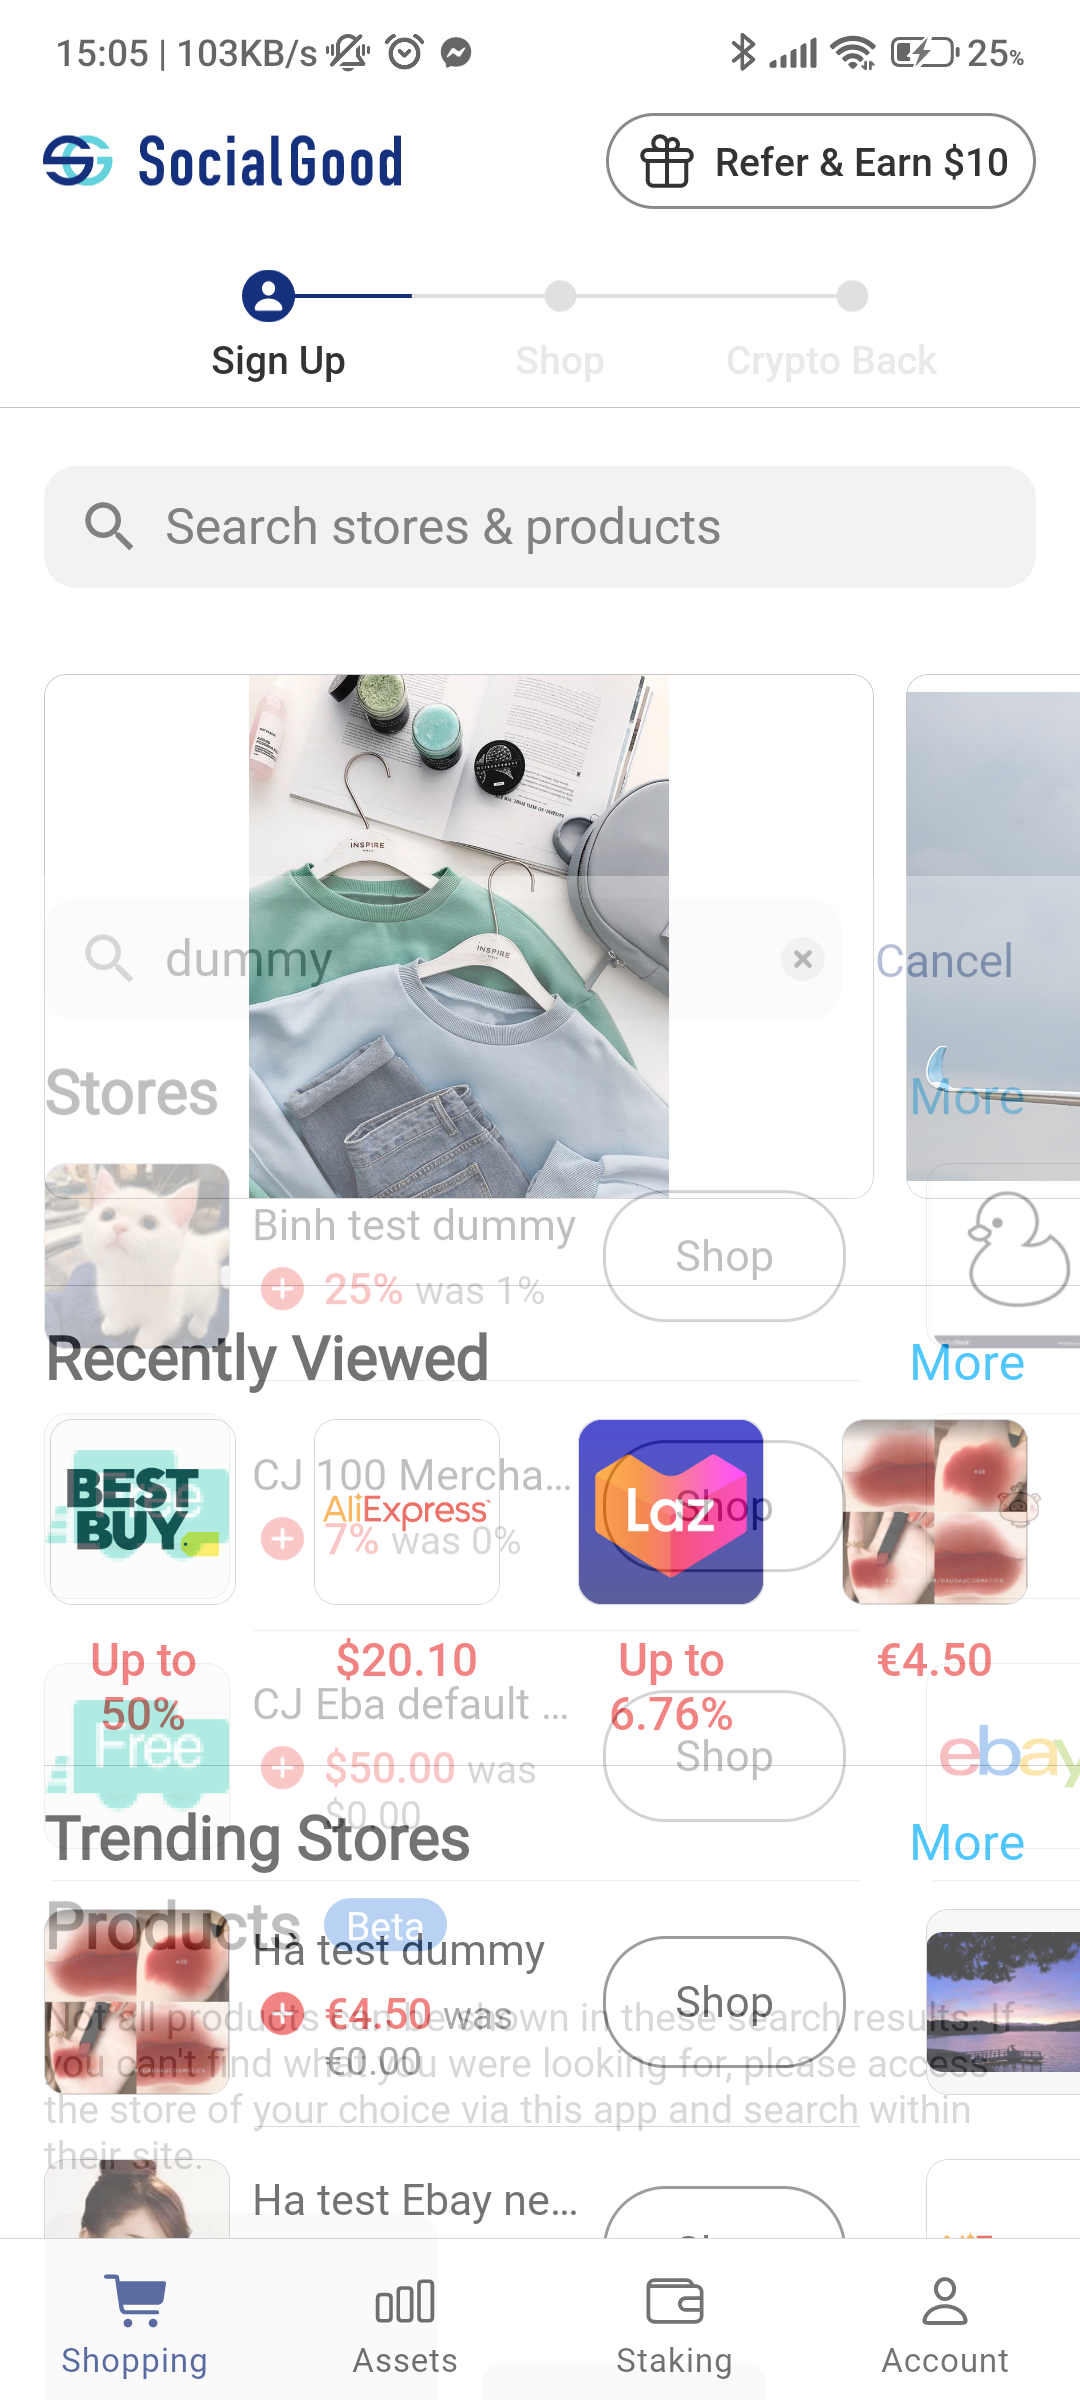 15:05 | 103KB/s
25%
SocialGood
Refer & Earn $10
Sign Up
Shop
Crypto Back
Search stores & products
INSPIRE
INSPIRE
dummy
Cancel
Stores
More
Binh test dummy
Shop
25% was 1%
Recently Viewed
More
BEST BUY
Free
CJ 100 Mercha...
AliExpress
7% was 0%
Laz
Shop
Up to 50%
$20.10
Up to 6.76%
€4.50
Free
CJ Eba default ...
$50.00 was $0.00
Shop
ebay
Trending Stores
More
Products
Beta
Hà test dummy
€4.50 was €0.00
Shop
Not all products can be shown in these search results. If
you can't find what you were looking for, please access
the store of your choice via this app and search within
their site.
Ha test Ebay ne...
Shopping
Assets
Staking
Account